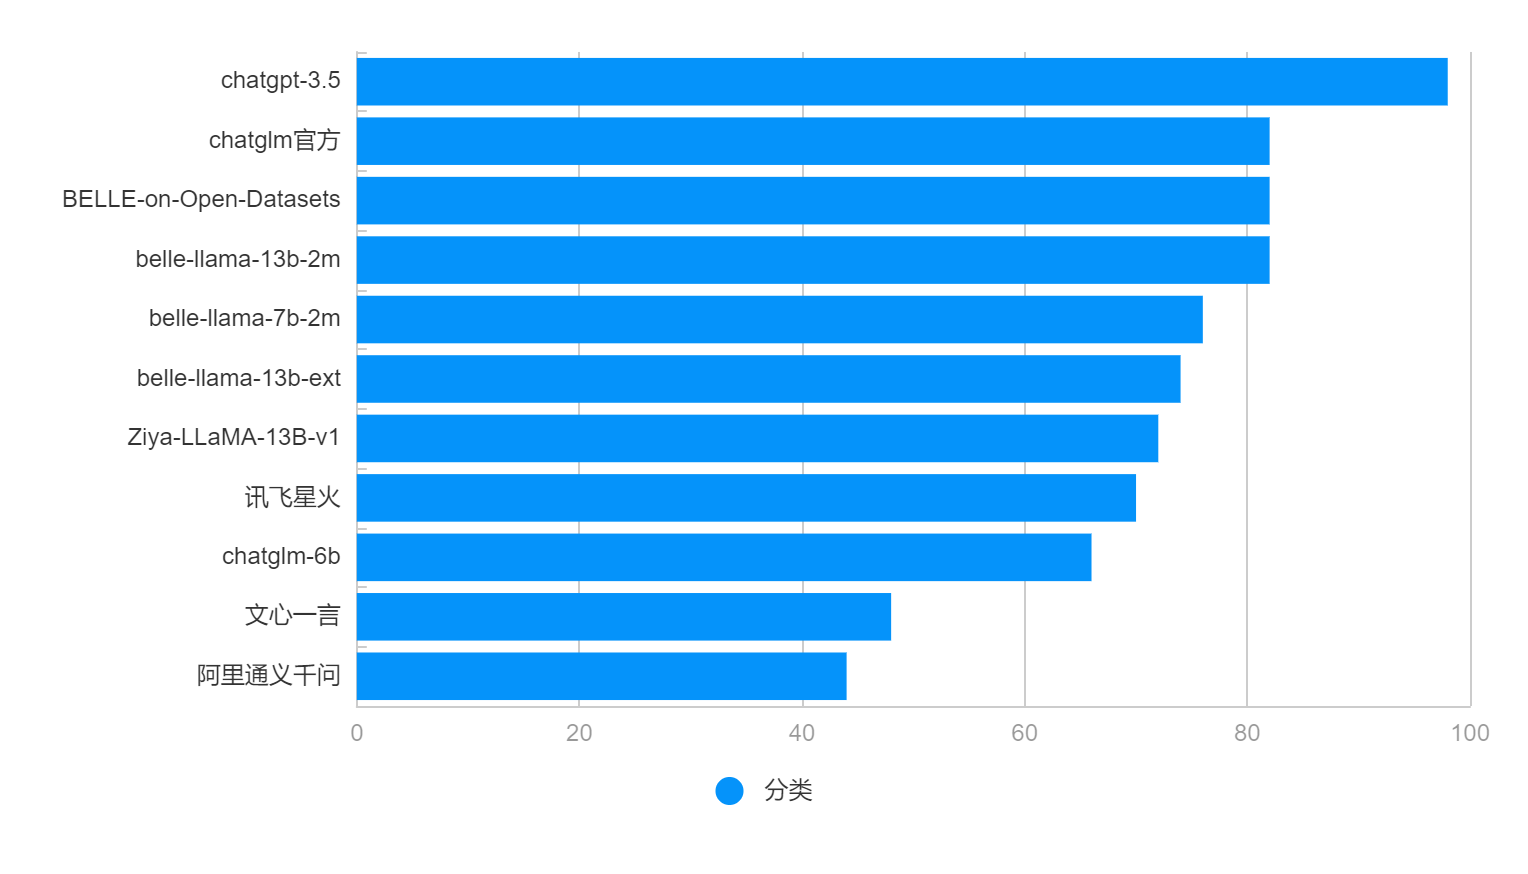 chatgpt-3.5
chatglm官方
BELLE-on-Open-Datasets
belle-llama-13b-2m
belle-llama-7b-2m
belle-llama-13b-ext
Ziya-LLaMA-13B-v1
讯飞星火
chatglm-6b
文心一言
阿里通义千问
0 20 40 60 80 100
分类